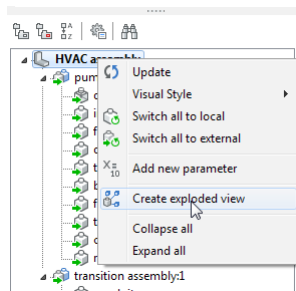 HVAC assembly
pum
Update
Visual Style
Switch all to local
Switch all to external
X=
10
Add new parameter
Create exploded view
Collapse all
Expand all
transition assembly:1